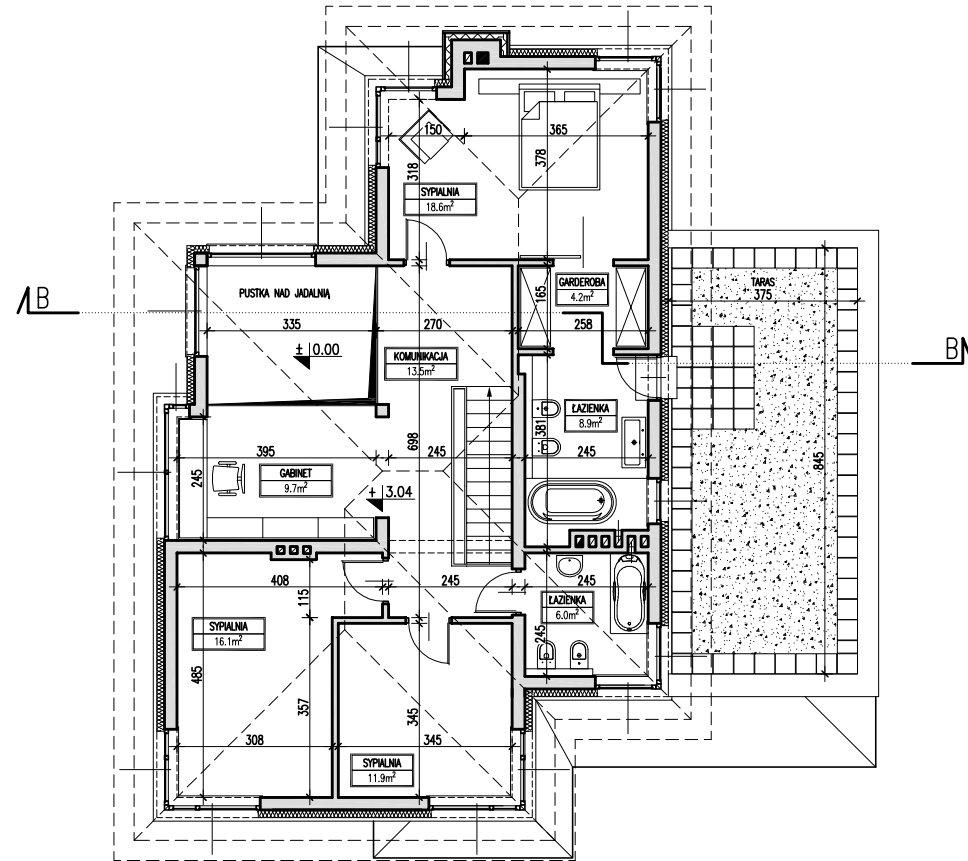 150
365
318
378
SYPIALNIA
18.6m²
B
PUSTKA NAD JADALNIĄ
165
GARDEROBA
4.2m²
TARAS
375
335
270
258
± 0.00
KOMUNIKACJA
13.5m²
B
ŁAZIENKA
8.9m²
381
698
395
245
245
845
245
GABINET
9.7m²
+ 3.04
408
245
245
115
ŁAZIENKA
6.0m²
SYPIALNIA
16.1m²
245
485
357
345
308
345
SYPIALNIA
11.9m²